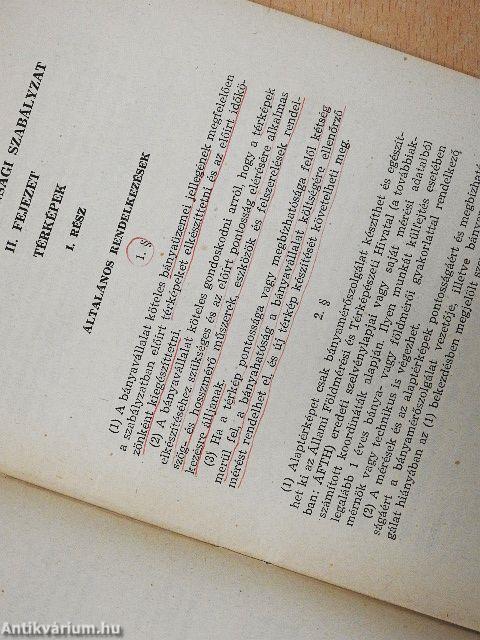 SÁGI SZABÁLYZAT
II. FEJEZET
TÉRKÉPEK
I. RÉSZ
ÁLTALÁNOS RENDELKEZÉSEK
1. §
(1) A bányavállalat köteles bányaüzemei jellegének megfelelően
a szabályzatban előírt térképeket elkészíttetni és az előírt időkö-
zönként kiegészíttetni.
(2) A bányavállalat köteles gondoskodni arról, hogy a térképek
elkészítéséhez szükséges és az előírt pontosság elérésére alkalmas
szög- és hosszmérő műszerek, eszközök és felszerelések rendel-
kezésre álljanak.
(3) Ha a térkép pontossága vagy megbízhatósága felől kétség
merül fel, a bányahatóság a bányavállalat költségére ellenőrző
mérést rendelhet el, és új térkép készítését követelheti meg.
2. §
(1) Alaptérképet csak bányamérőszolgálat készíthet és egészít-
het ki az Állami Földmérési és Térképészeti Hivatal (a továbbiak-
ban: ÁFTH) eredeti szelvénylapjai vagy saját mérési adataiból
számított koordináták alapján. Ilyen munkát külfejtés esetében
legalább 1 éves bánya- vagy földmérői gyakorlattal rendelkező
mérnök vagy technikus is végezhet.
(2) A mérések és az alaptérképek pontosságáért és megbízható
ságáért a bányamérőszolgálat vezetője, illetve bányam
gálat hiányában az (1) bekezdésben megjelölt
Antikvárium.hu